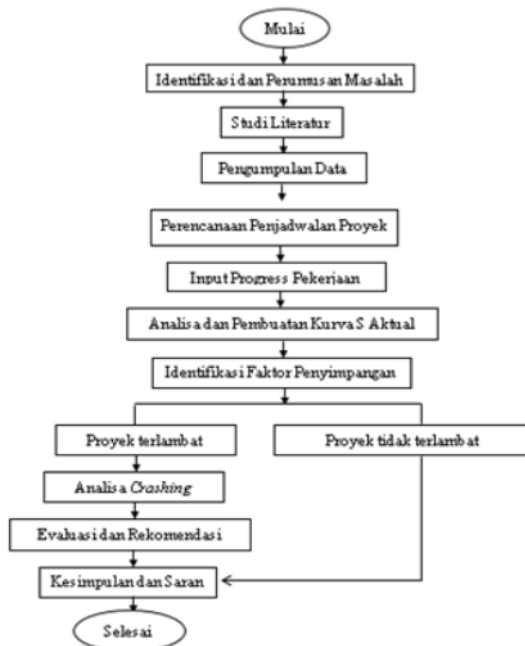 Mulai
Identifikasi dan Perumusan Masalah
Studi Literatur
Pengumpulan Data
Perencanaan Penjadwalan Proyek
Input Progress Pekerjaan
Analisa dan Pembuatan Kurva S Aktual
Identifikasi Faktor Penyimpangan
Proyek terlambat
Proyek tidak terlambat
Analisa Crashing
Evaluasi dan Rekomendasi
Kesimpulan dan Saran
Selesai